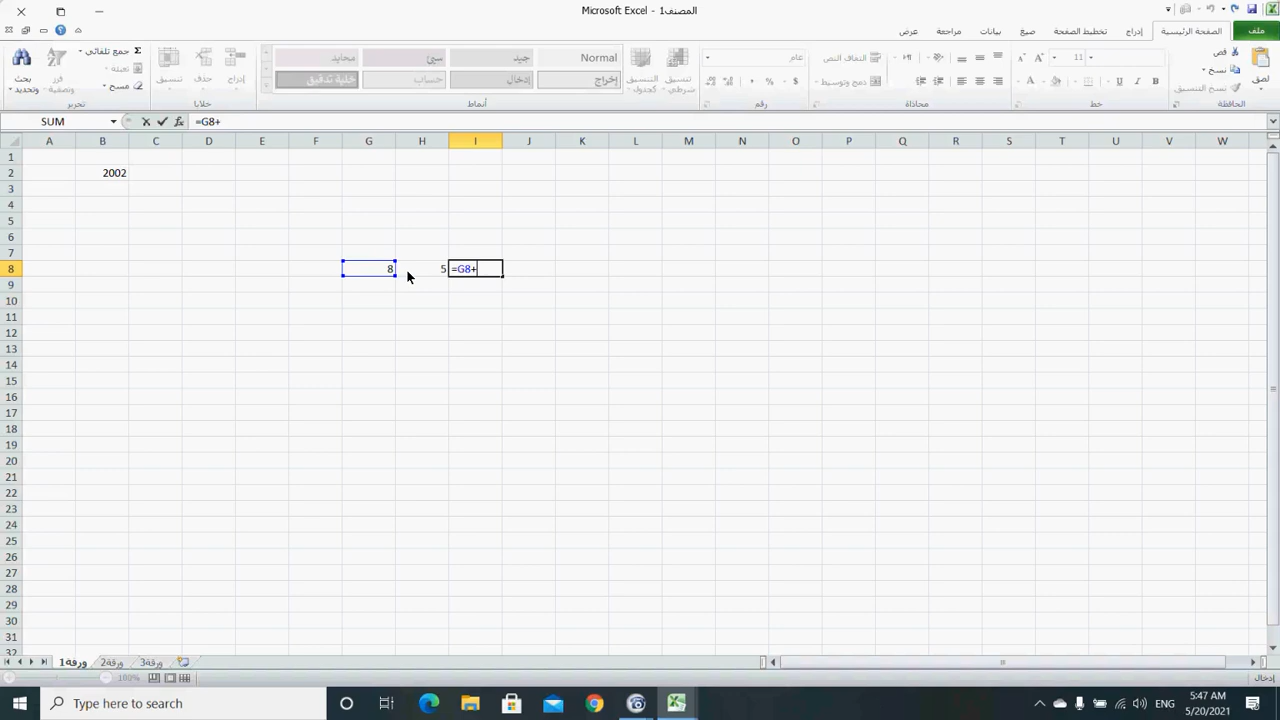 المصنف1 - Microsoft Excel
ملف
الصفحة الرئيسية
إدراج
تخطيط الصفحة
صيغ
بيانات
مراجعة
عرض
لصق
قص
نسخ
نسخ التنسيق
الحافظة
11
B I U
خط
التفاف النص
دمج وتوسيط
محاذاة
عام
%
رقم
تنسيق شرطي
التنسيق كجدول
Normal
جيد
سيئ
محايد
إخراج
إدخال
حساب
خلية تدقيق
أنماط
إدراج
حذف
تنسيق
خلايا
Σ جمع تلقائي
تعبئة
مسح
فرز وتصفية
بحث وتحديد
تحرير
SUM
=G8+
A B C D E F G H I J K L M N O P Q R S T U V W
1
2 2002
3
4
5
6
7
8 8 5 =G8+
9
10
11
12
13
14
15
16
17
18
19
20
21
22
23
24
25
26
27
28
29
30
31
32
ورقة1 ورقة2 ورقة3
100%
إدخال
Type here to search
ENG
5:47 AM
5/20/2021